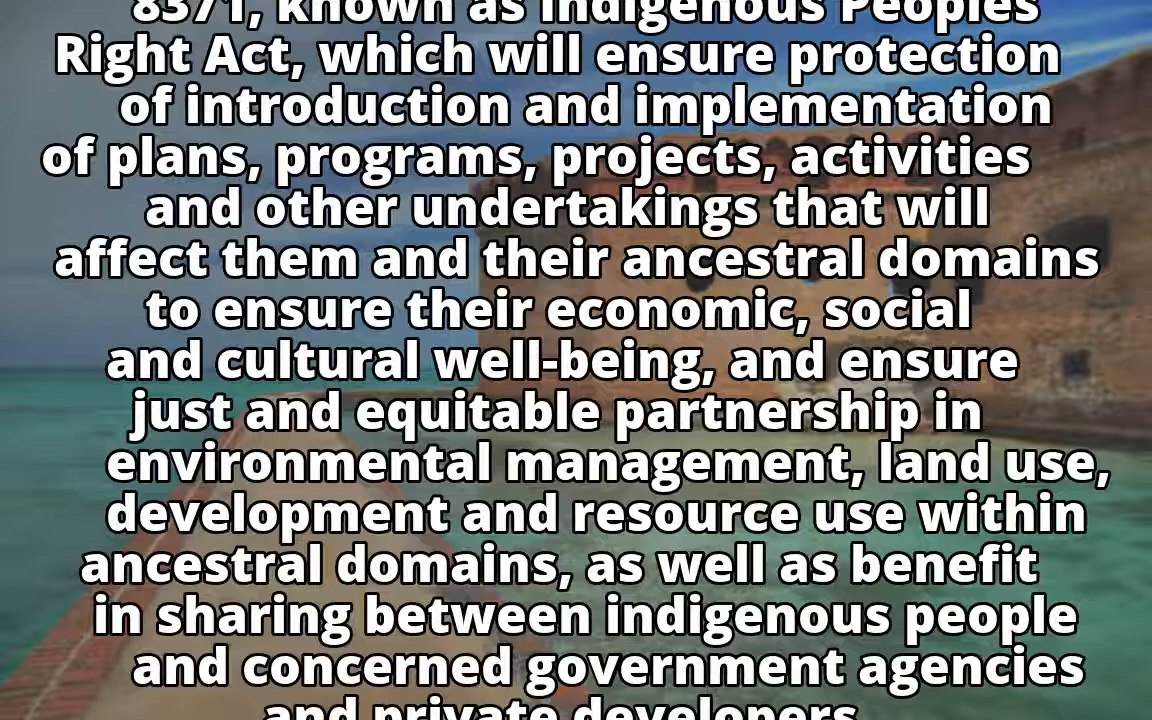 8371, known as Indigenous Peoples
Right Act, which will ensure protection
of introduction and implementation
of plans, programs, projects, activities
and other undertakings that will
affect them and their ancestral domains
to ensure their economic, social
and cultural well-being, and ensure
just and equitable partnership in
environmental management, land use,
development and resource use within
ancestral domains, as well as benefit
in sharing between indigenous people
and concerned government agencies
and private developers